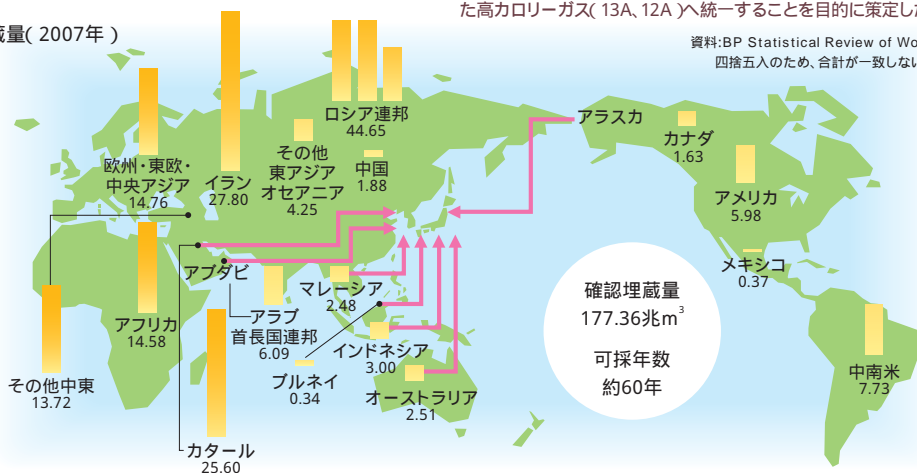 た高カロリーガス(13A、12A)へ統一することを目的に策定した
蔵量(2007年)
資料:BP Statistical Review of Wo
四捨五入のため、合計が一致しない
欧州・東欧・
中央アジア
14.76
イラン
27.80
その他
東アジア
オセアニア
4.25
ロシア連邦
44.65
中国
1.88
アラスカ
カナダ
1.63
アメリカ
5.98
メキシコ
0.37
中南米
7.73
アフリカ
14.58
その他中東
13.72
カタール
25.60
アブダビ
アラブ
首長国連邦
6.09
マレーシア
2.48
ブルネイ
0.34
インドネシア
3.00
オーストラリア
2.51
確認埋蔵量
177.36兆m³
可採年数
約60年